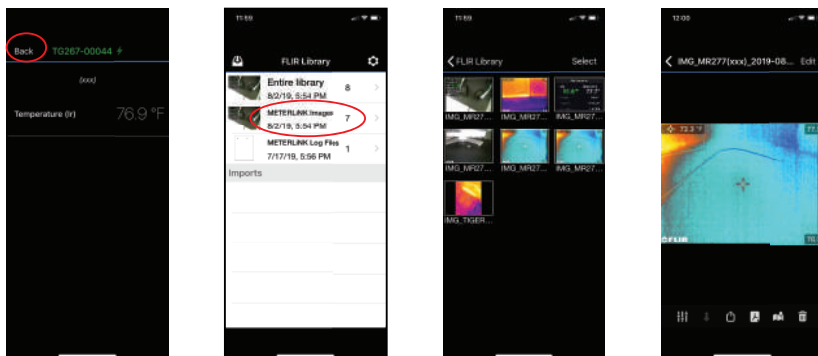 Back TG267-00044
(xxx)
Temperature (Ir) 76.9 °F
11:59
FLIR Library
Entire library 8
8/2/19, 5:54 PM
METERLiNK Images 7
8/2/19, 5:54 PM
METERLiNK Log Files 1
7/17/19, 5:56 PM
Imports
11:59
FLIR Library Select
IMG_MR27... IMG_MR27... IMG_MR27...
IMG_MR27... IMG_MR27... IMG_MR27...
IMG_TIGER...
12:00
IMG_MR277(xxx)_2019-08... Edit
72.3 °F
FLIR